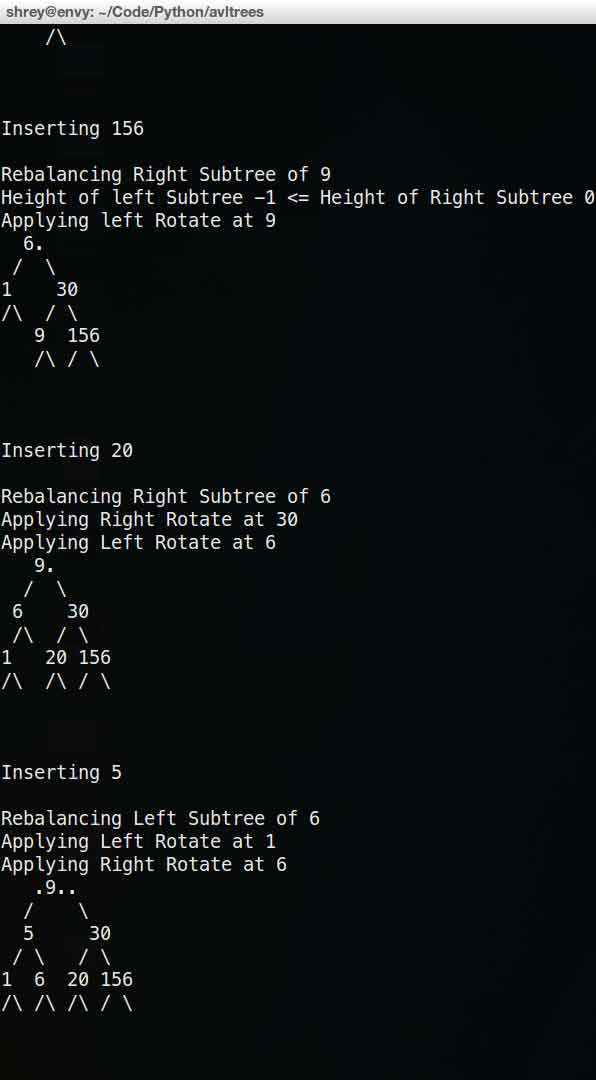 shrey@envy: ~/Code/Python/avltrees
    /\
Inserting 156
Rebalancing Right Subtree of 9
Height of left Subtree −1 <= Height of Right Subtree 0
Applying left Rotate at 9
  6.
 /  \
1    30
/\  / \
   9  156
   /\ / \
Inserting 20
Rebalancing Right Subtree of 6
Applying Right Rotate at 30
Applying Left Rotate at 6
   9.
  /  \
 6    30
 /\  / \
1   20 156
/\  /\ / \
Inserting 5
Rebalancing Left Subtree of 6
Applying Left Rotate at 1
Applying Right Rotate at 6
   .9..
  /    \
  5     30
 / \   / \
1  6  20 156
/\ /\ /\ / \